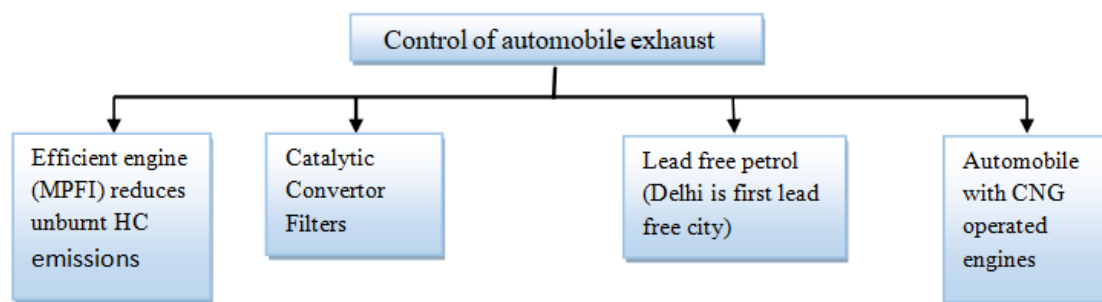 Control of automobile exhaust
Efficient engine
(MPFI) reduces
unburnt HC
emissions
Catalytic
Convertor
Filters
Lead free petrol
(Delhi is first lead
free city)
Automobile
with CNG
operated
engines